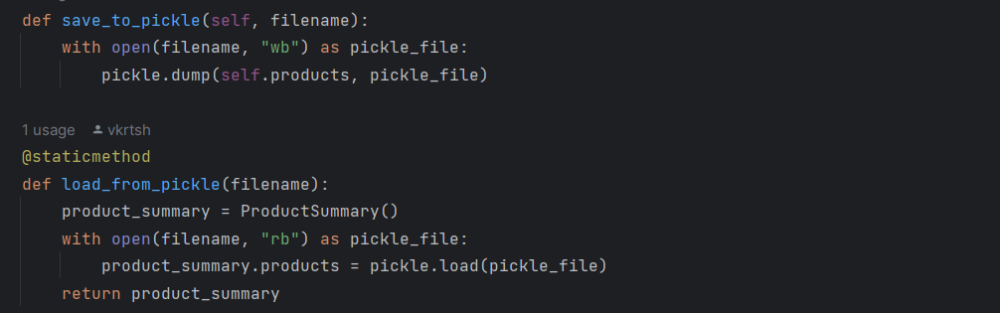 def save_to_pickle(self, filename):
    with open(filename, "wb") as pickle_file:
        pickle.dump(self.products, pickle_file)
1 usage vkrtsh
@staticmethod
def load_from_pickle(filename):
    product_summary = ProductSummary()
    with open(filename, "rb") as pickle_file:
        product_summary.products = pickle.load(pickle_file)
    return product_summary